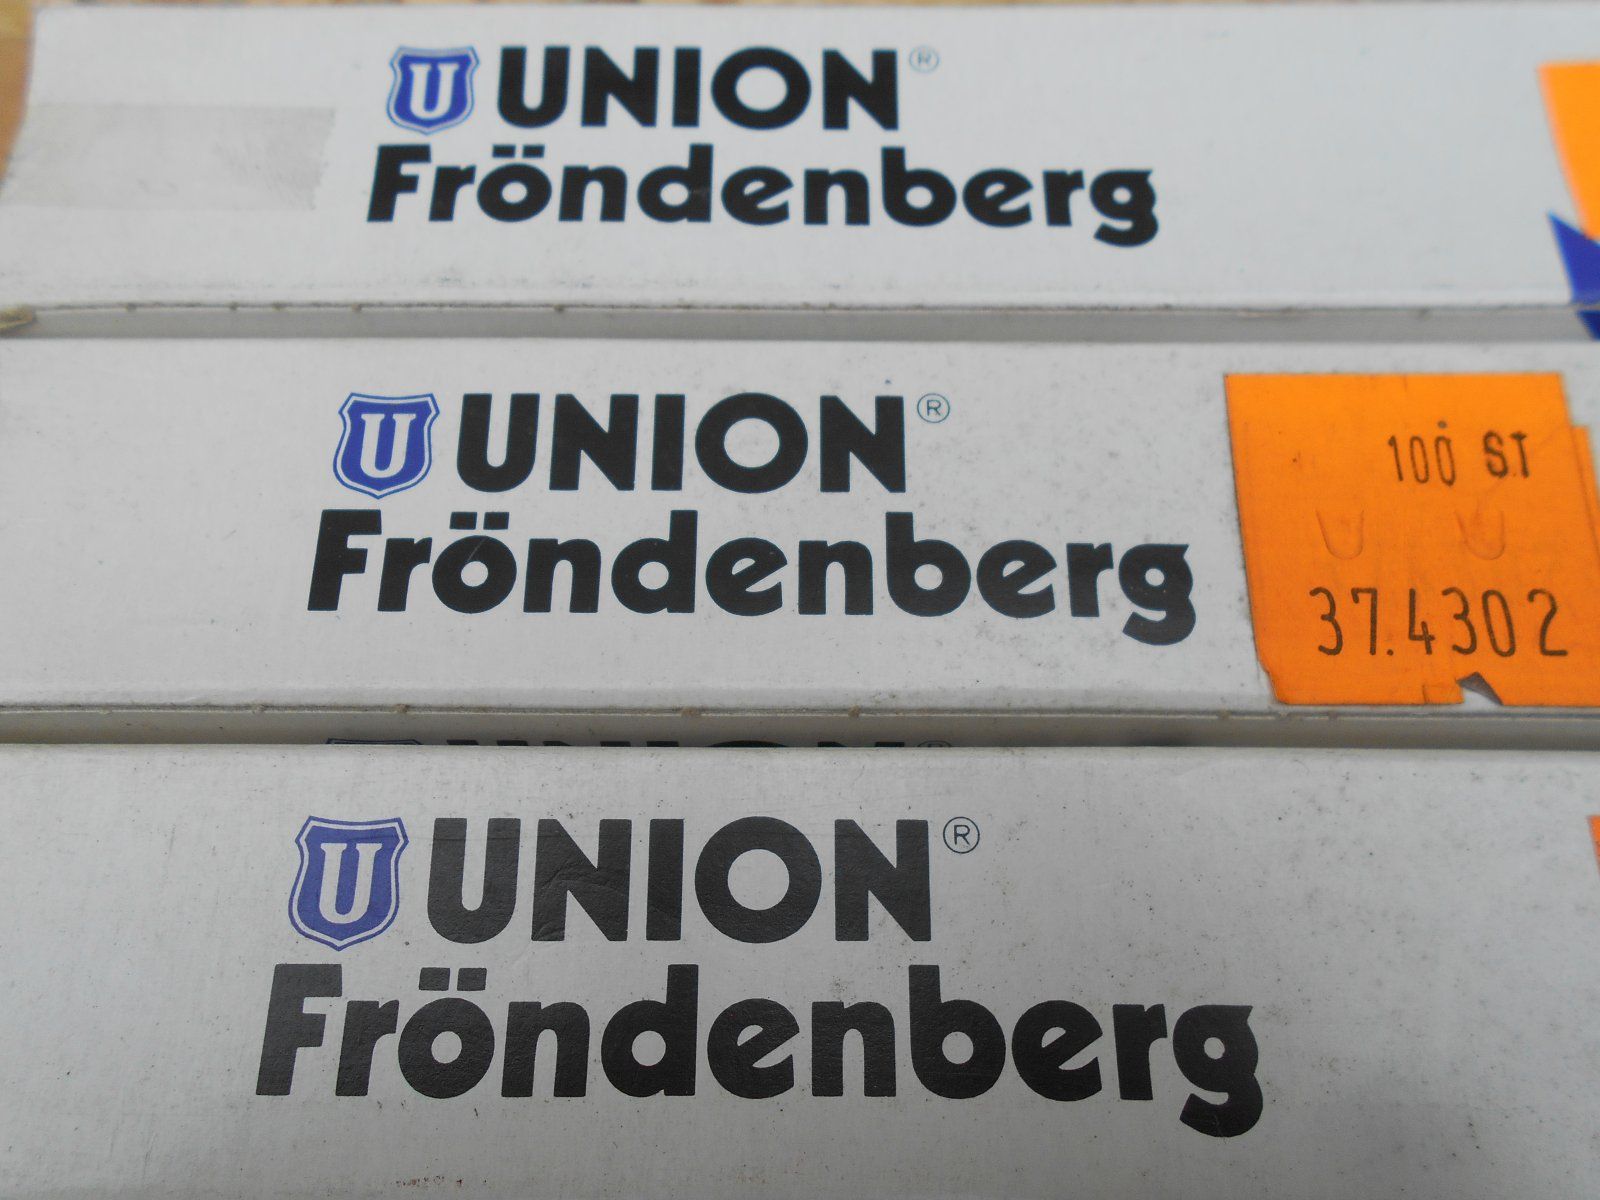 U UNION®
Fröndenberg
U UNION®
Fröndenberg
100 ST
37.4302
U UNION®
Fröndenberg